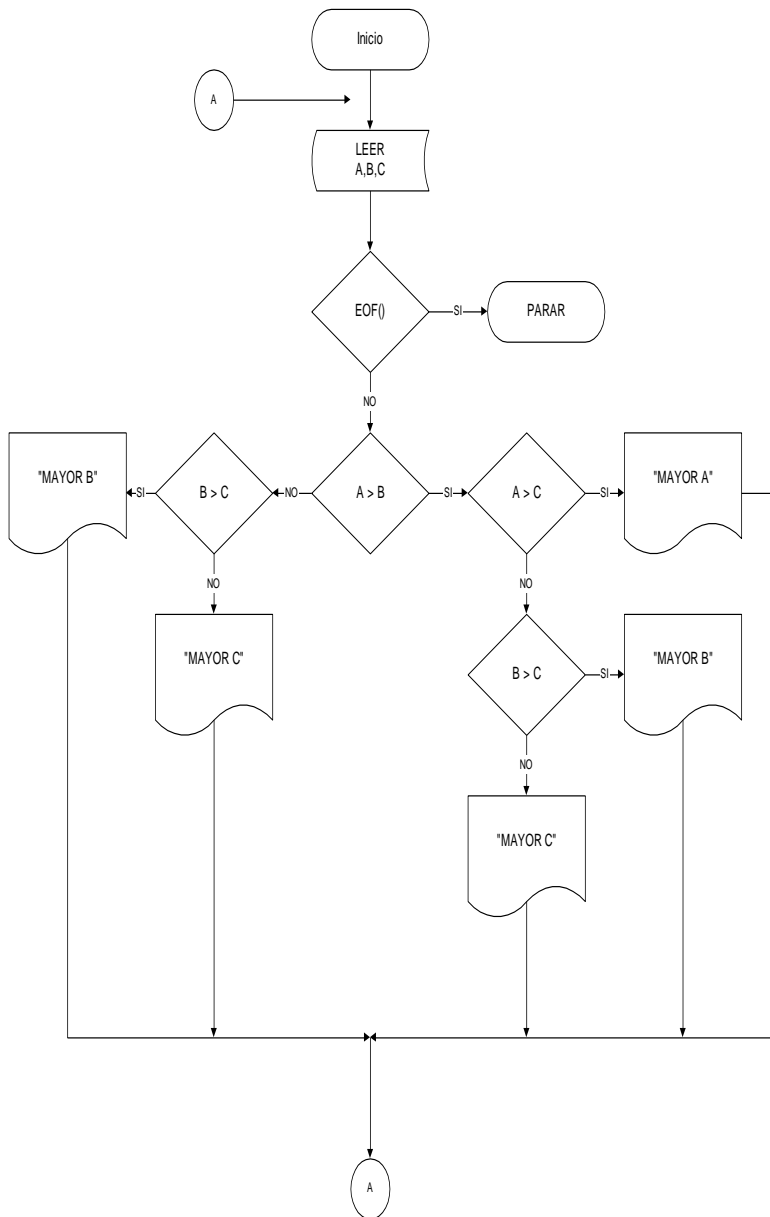 Inicio
A
LEER
A,B,C
EOF()
SI
PARAR
NO
"MAYOR B"
SI
B > C
NO
A > B
SI
A > C
SI
"MAYOR A"
NO
NO
"MAYOR C"
B > C
SI
"MAYOR B"
NO
"MAYOR C"
A